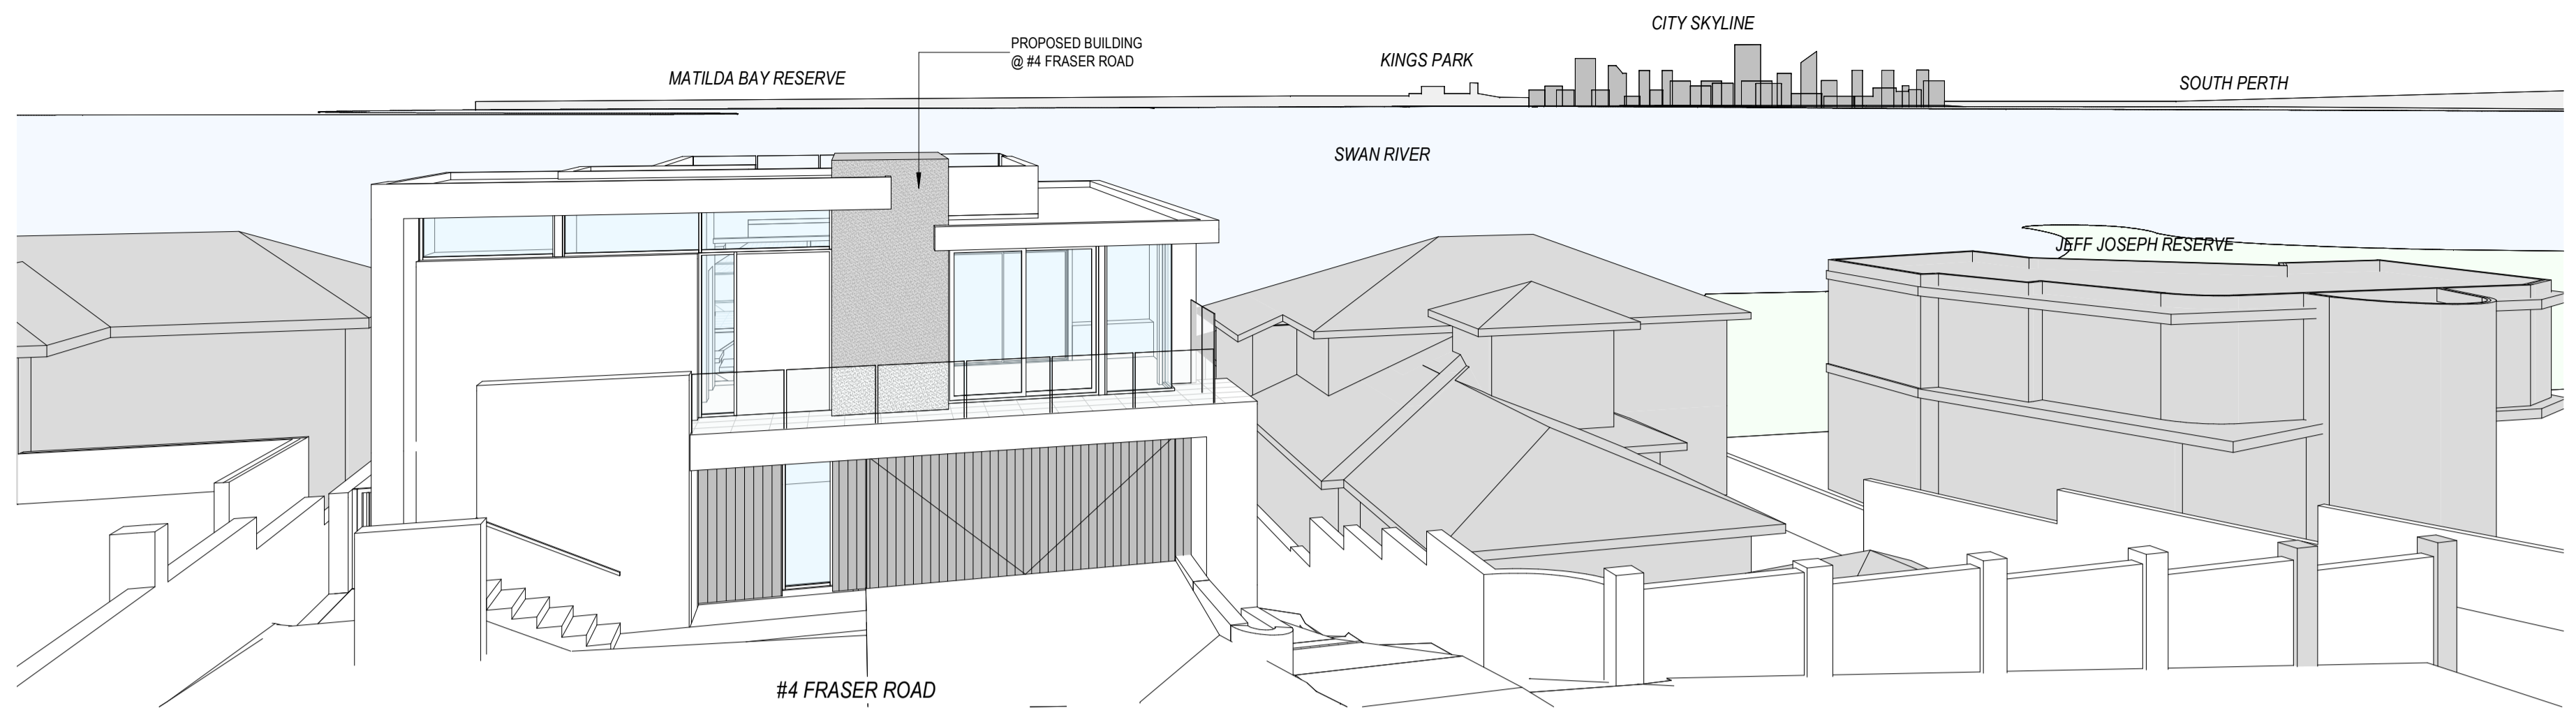 CITY SKYLINE
PROPOSED BUILDING
@ #4 FRASER ROAD
KINGS PARK
MATILDA BAY RESERVE
SOUTH PERTH
SWAN RIVER
JEFF JOSEPH RESERVE
#4 FRASER ROAD